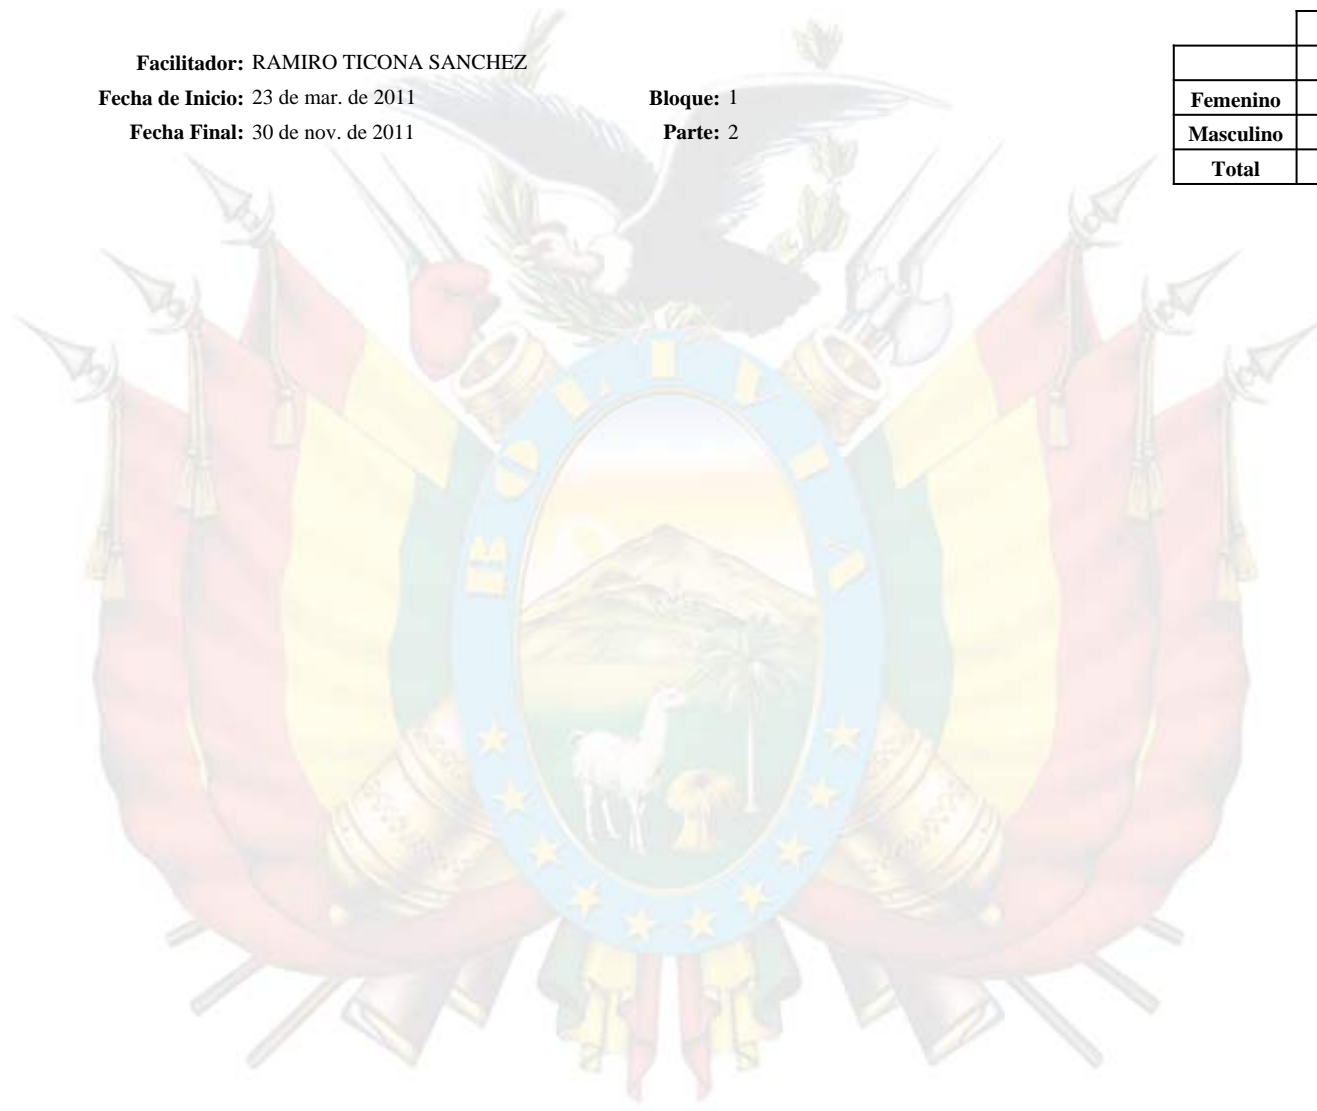 Facilitador: RAMIRO TICONA SANCHEZ
Fecha de Inicio: 23 de mar. de 2011 Bloque: 1
Fecha Final: 30 de nov. de 2011 Parte: 2
Femenino
Masculino
Total
BOLIVIA